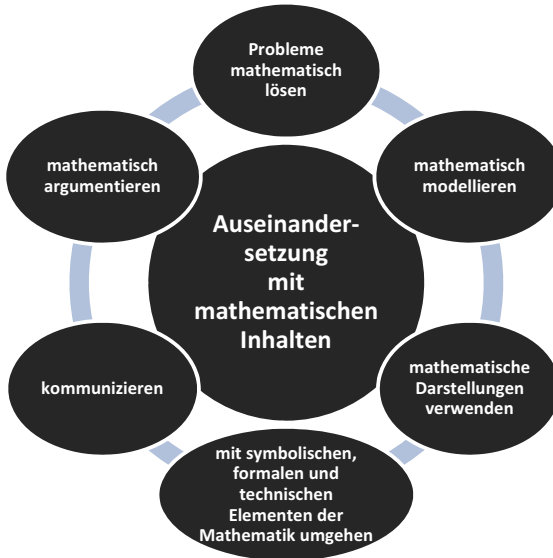 Probleme
mathematisch
lösen
mathematisch
argumentieren
mathematisch
modellieren
Auseinander-
setzung
mit
mathematischen
Inhalten
kommunizieren
mathematische
Darstellungen
verwenden
mit symbolischen,
formalen und
technischen
Elementen der
Mathematik umgehen